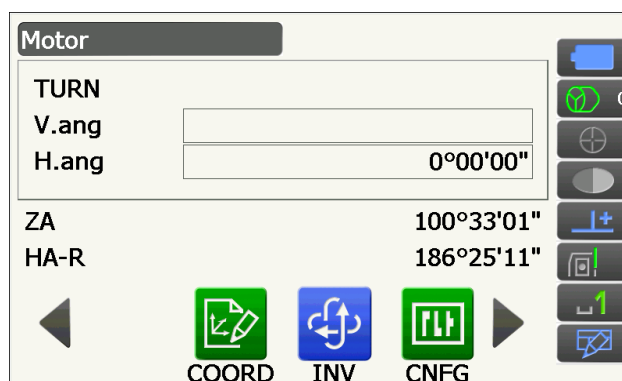 Motor
TURN
V.ang
H.ang 0°00'00"
ZA 100°33'01"
HA-R 186°25'11"
COORD INV CNFG